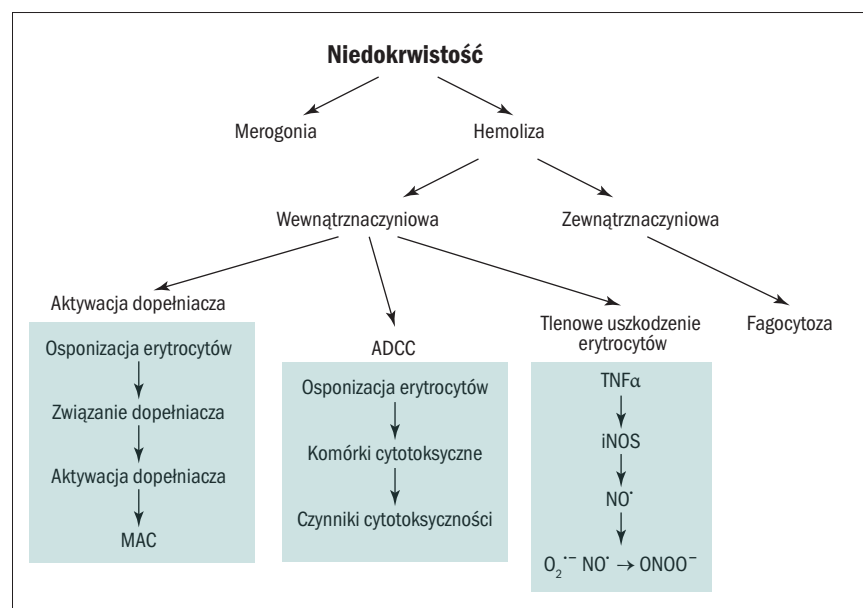 Niedokrwistość
Merogonia
Hemoliza
Wewnątrznaczyniowa
Zewnątrznaczyniowa
Aktywacja dopełniacza
Osponizacja erytrocytów
Związanie dopełniacza
Aktywacja dopełniacza
MAC
ADCC
Osponizacja erytrocytów
Komórki cytotoksyczne
Czynniki cytotoksyczności
Tlenowe uszkodzenie
erytrocytów
TNFα
iNOS
NO˙
O₂˙⁻ NO˙ → ONOO⁻
Fagocytoza